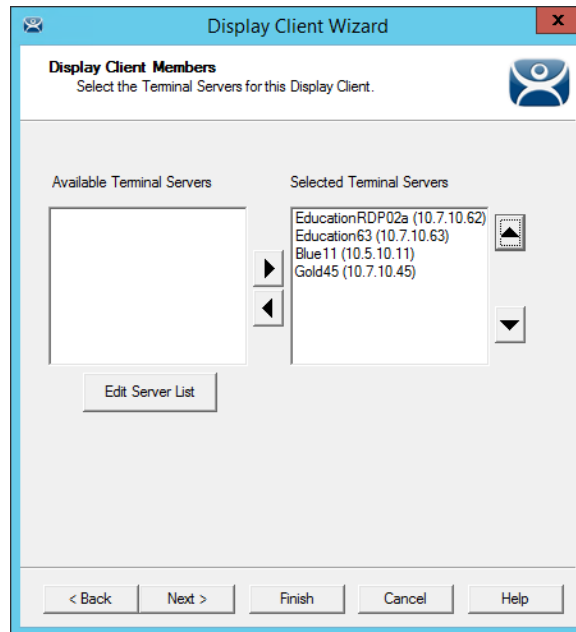 Display Client Wizard
x
Display Client Members
Select the Terminal Servers for this Display Client.
Available Terminal Servers
Selected Terminal Servers
EducationRDP02a (10.7.10.62)
Education63 (10.7.10.63)
Blue11 (10.5.10.11)
Gold45 (10.7.10.45)
Edit Server List
< Back
Next >
Finish
Cancel
Help